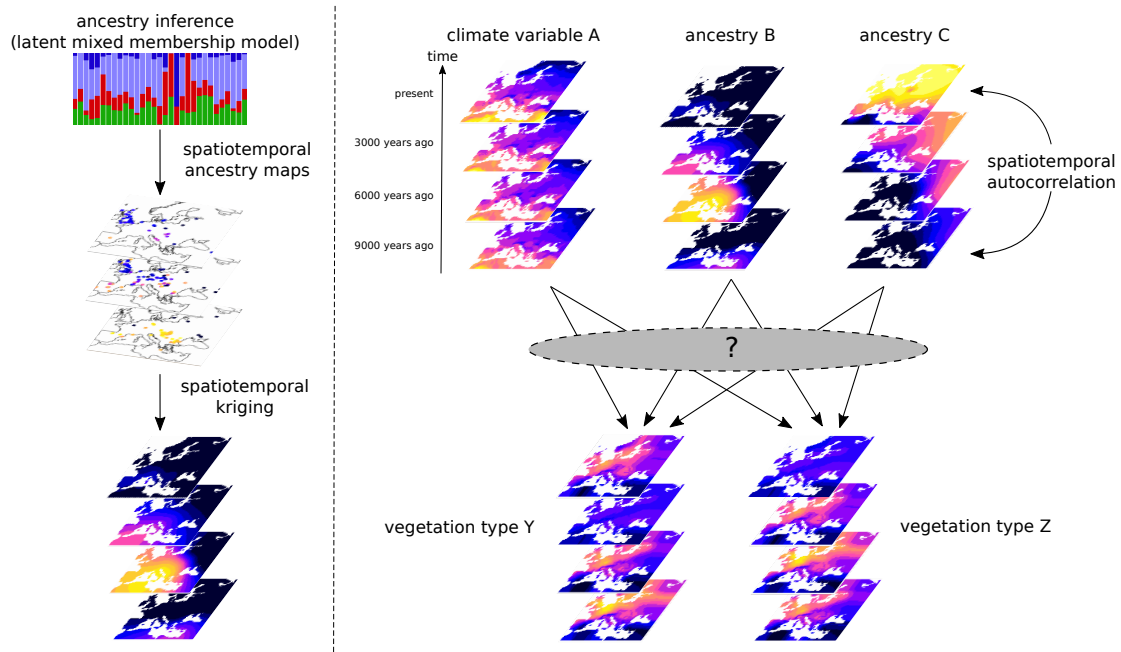 ancestry inference
(latent mixed membership model)
spatiotemporal
ancestry maps
spatiotemporal
kriging
climate variable A
ancestry B
ancestry C
time
present
3000 years ago
6000 years ago
9000 years ago
spatiotemporal
autocorrelation
?
vegetation type Y
vegetation type Z